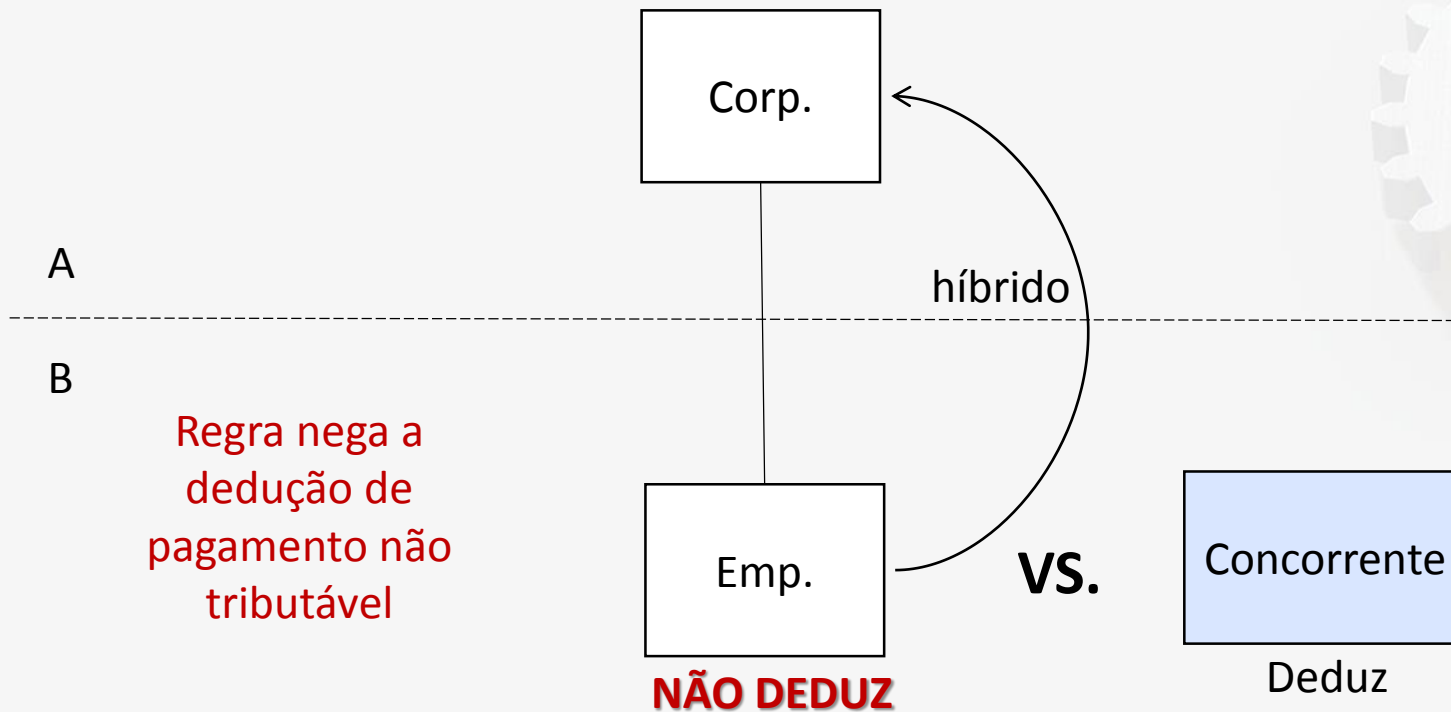 Corp.
A
híbrido
B
Regra nega a
dedução de
pagamento não
tributável
Emp.
VS.
Concorrente
NÃO DEDUZ
Deduz